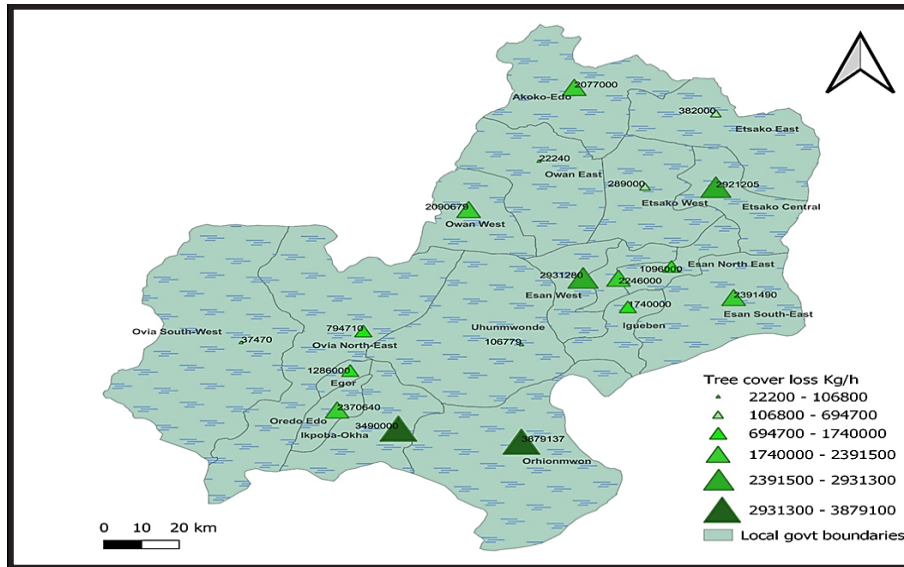 2077000
Akoko-Edo
382000
Etsako East
22240
Owan East
289000
Etsako West
2921205
Etsako Central
2090679
Owan West
Esan North East
1096000
2931280
Esan West
2246000
2391490
Esan South-East
1740000
Igueben
Uhunmwonde
106779
Ovia South-West
37470
794710
Ovia North-East
1286000
Egor
2370640
Oredo Edo
3490000
Ikpoba-Okha
3879137
Orhionmwon
Tree cover loss Kg/h
22200 - 106800
106800 - 694700
694700 - 1740000
1740000 - 2391500
2391500 - 2931300
2931300 - 3879100
Local govt boundaries
0 10 20 km